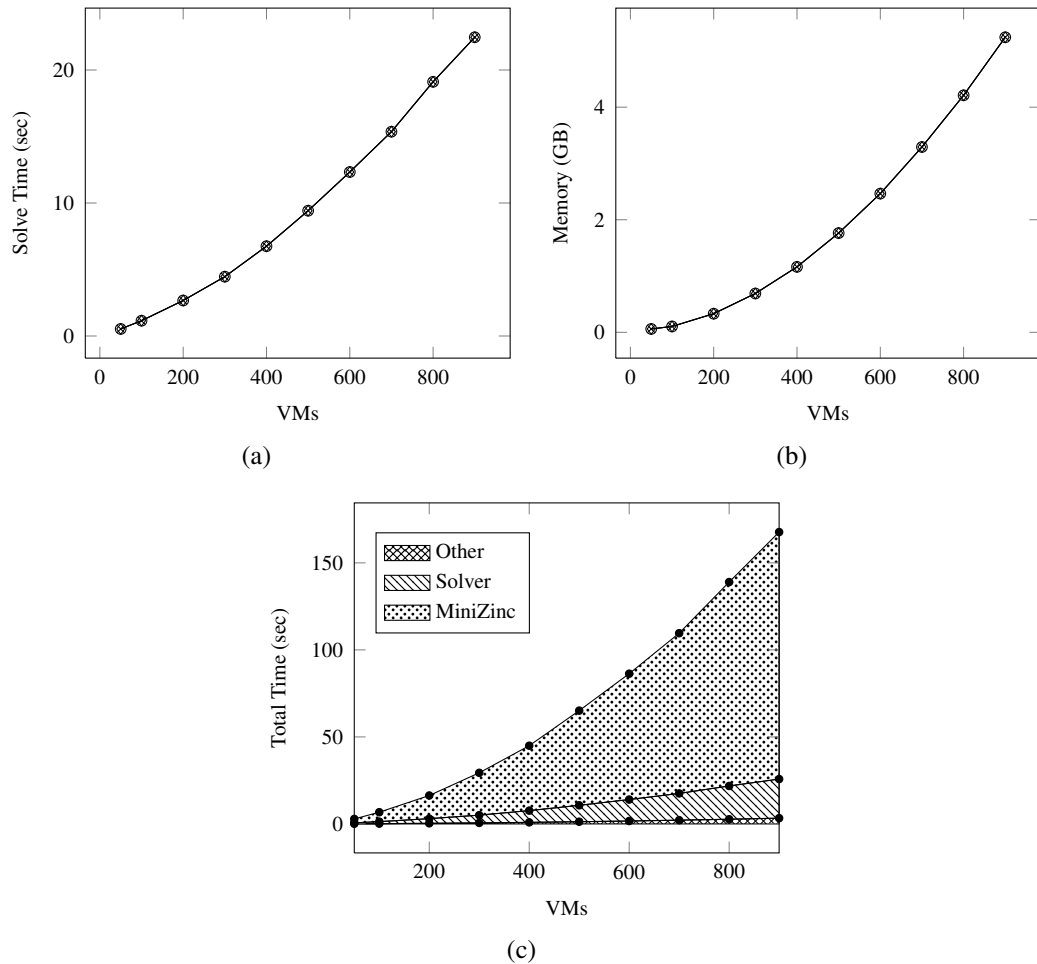 20
10
0
Solve Time (sec)
0 200 400 600 800
VMs
(a)
4
2
0
Memory (GB)
0 200 400 600 800
VMs
(b)
150
100
50
0
Total Time (sec)
Other
Solver
MiniZinc
200 400 600 800
VMs
(c)